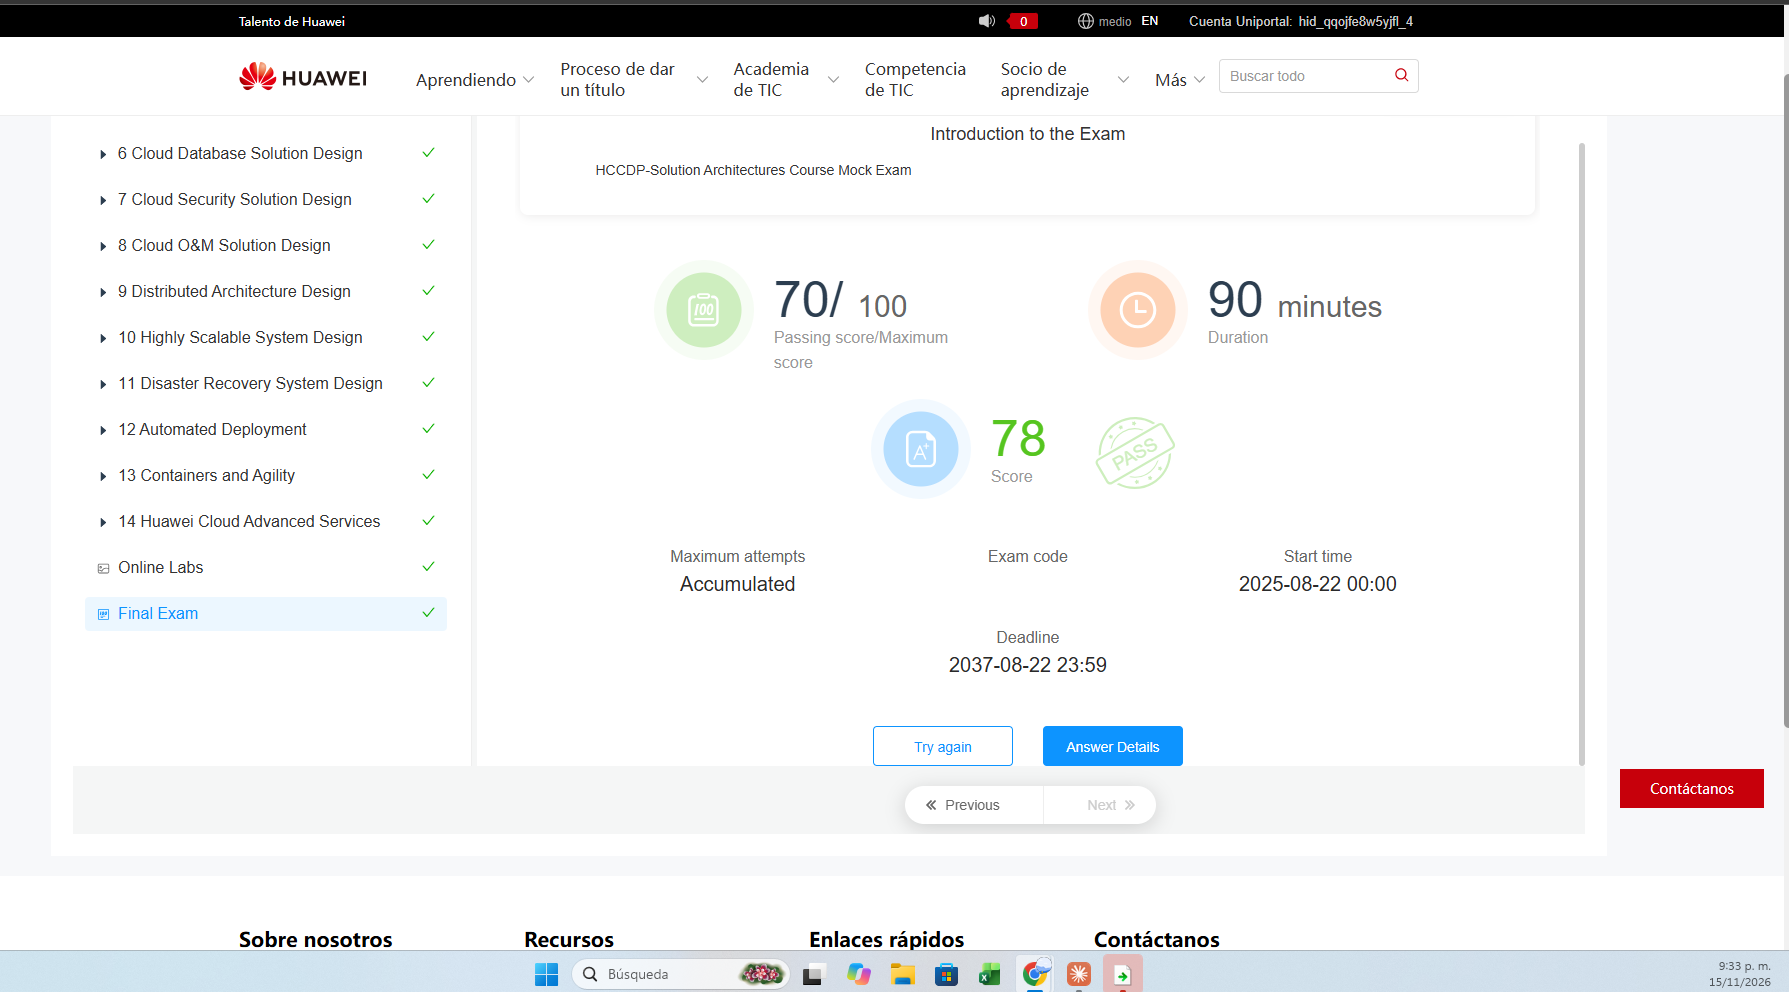 Talento de Huawei
0
medio EN
Cuenta Uniportal: hid_qqojfe8w5yjfl_4
HUAWEI
Aprendiendo
Proceso de dar
un título
Academia
de TIC
Competencia
de TIC
Socio de
aprendizaje
Más
Buscar todo
6 Cloud Database Solution Design
7 Cloud Security Solution Design
8 Cloud O&M Solution Design
9 Distributed Architecture Design
10 Highly Scalable System Design
11 Disaster Recovery System Design
12 Automated Deployment
13 Containers and Agility
14 Huawei Cloud Advanced Services
Online Labs
Final Exam
Introduction to the Exam
HCCDP-Solution Architectures Course Mock Exam
100
70/ 100
Passing score/Maximum
score
90 minutes
Duration
A+
78
Score
PASS
Maximum attempts
Accumulated
Exam code
Start time
2025-08-22 00:00
Deadline
2037-08-22 23:59
Try again
Answer Details
Previous
Next
Contáctanos
Sobre nosotros
Recursos
Enlaces rápidos
Contáctanos
Búsqueda
9:33 p. m.
15/11/2026